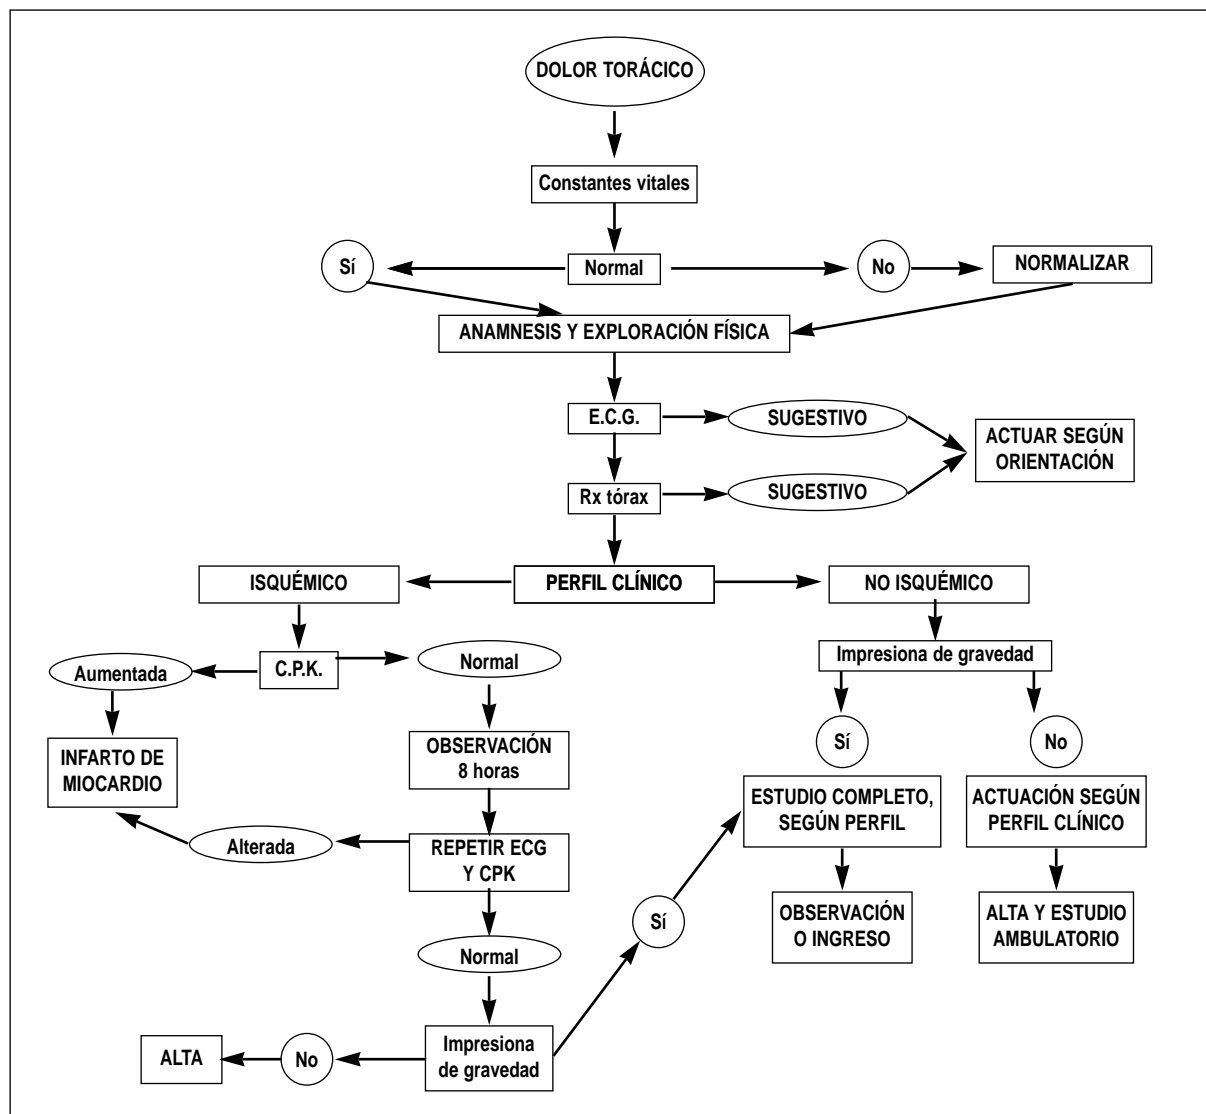 DOLOR TORÁCICO
Constantes vitales
Sí
Normal
No
NORMALIZAR
ANAMNESIS Y EXPLORACIÓN FÍSICA
E.C.G.
SUGESTIVO
ACTUAR SEGÚN
ORIENTACIÓN
Rx tórax
SUGESTIVO
ISQUÉMICO
PERFIL CLÍNICO
NO ISQUÉMICO
Aumentada
C.P.K.
Normal
Impresiona de gravedad
INFARTO DE
MIOCARDIO
OBSERVACIÓN
8 horas
Sí
No
Alterada
REPETIR ECG
Y CPK
ESTUDIO COMPLETO,
SEGÚN PERFIL
ACTUACIÓN SEGÚN
PERFIL CLÍNICO
Normal
Sí
OBSERVACIÓN
O INGRESO
ALTA Y ESTUDIO
AMBULATORIO
ALTA
No
Impresiona
de gravedad